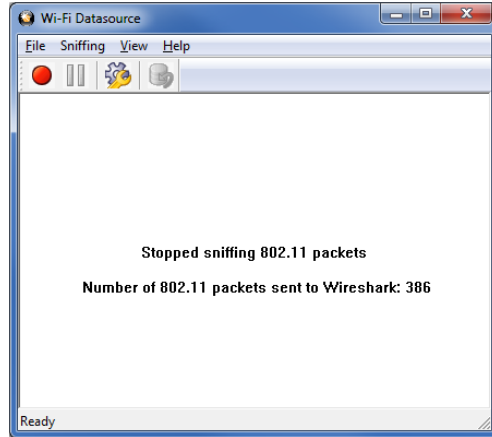 Wi-Fi Datasource
File Sniffing View Help
Stopped sniffing 802.11 packets
Number of 802.11 packets sent to Wireshark: 386
Ready